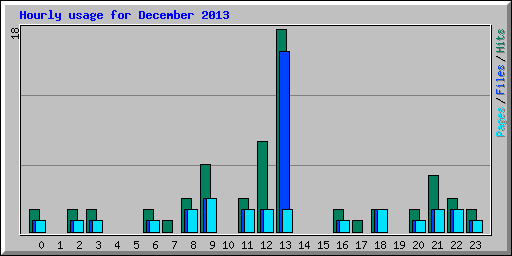 Hourly usage for December 2013
18
Pages/Files/Hits
0 1 2 3 4 5 6 7 8 9 10 11 12 13 14 15 16 17 18 19 20 21 22 23